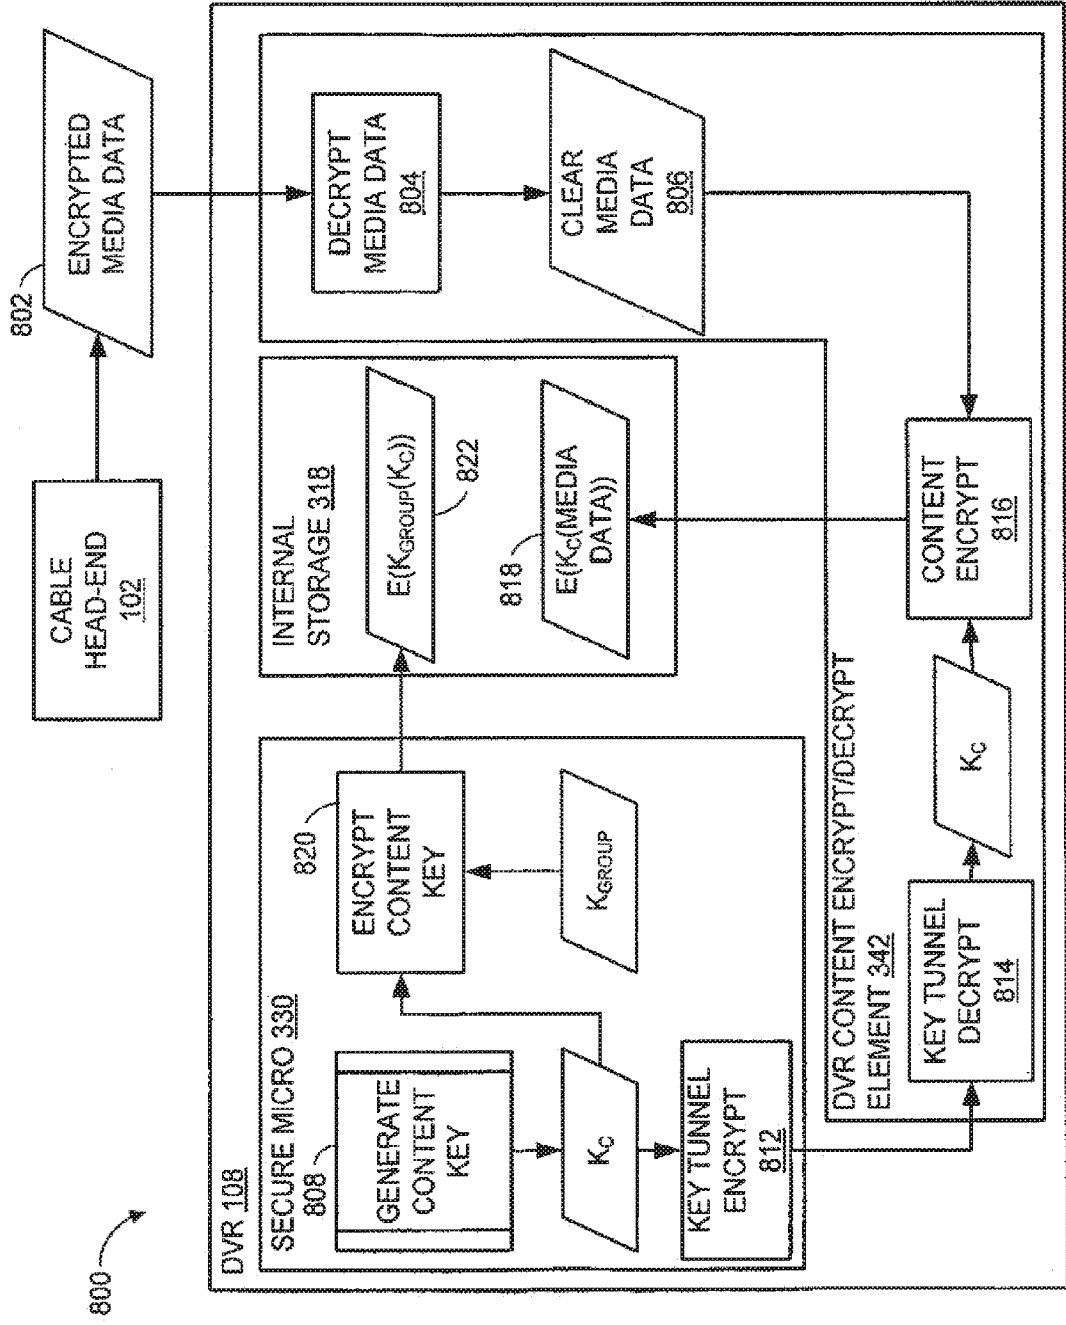 800
CABLE
HEAD-END
102
802
ENCRYPTED
MEDIA DATA
DVR 108
SECURE MICRO 330
808
GENERATE
CONTENT
KEY
KC
KEY TUNNEL
ENCRYPT
812
820
ENCRYPT
CONTENT
KEY
KGROUP
INTERNAL
STORAGE 318
E(KGROUP(KC))
822
818
E(KC(MEDIA
DATA))
DECRYPT
MEDIA DATA
804
CLEAR
MEDIA
DATA
806
DVR CONTENT ENCRYPT/DECRYPT
ELEMENT 342
KEY TUNNEL
DECRYPT
814
KC
CONTENT
ENCRYPT
816